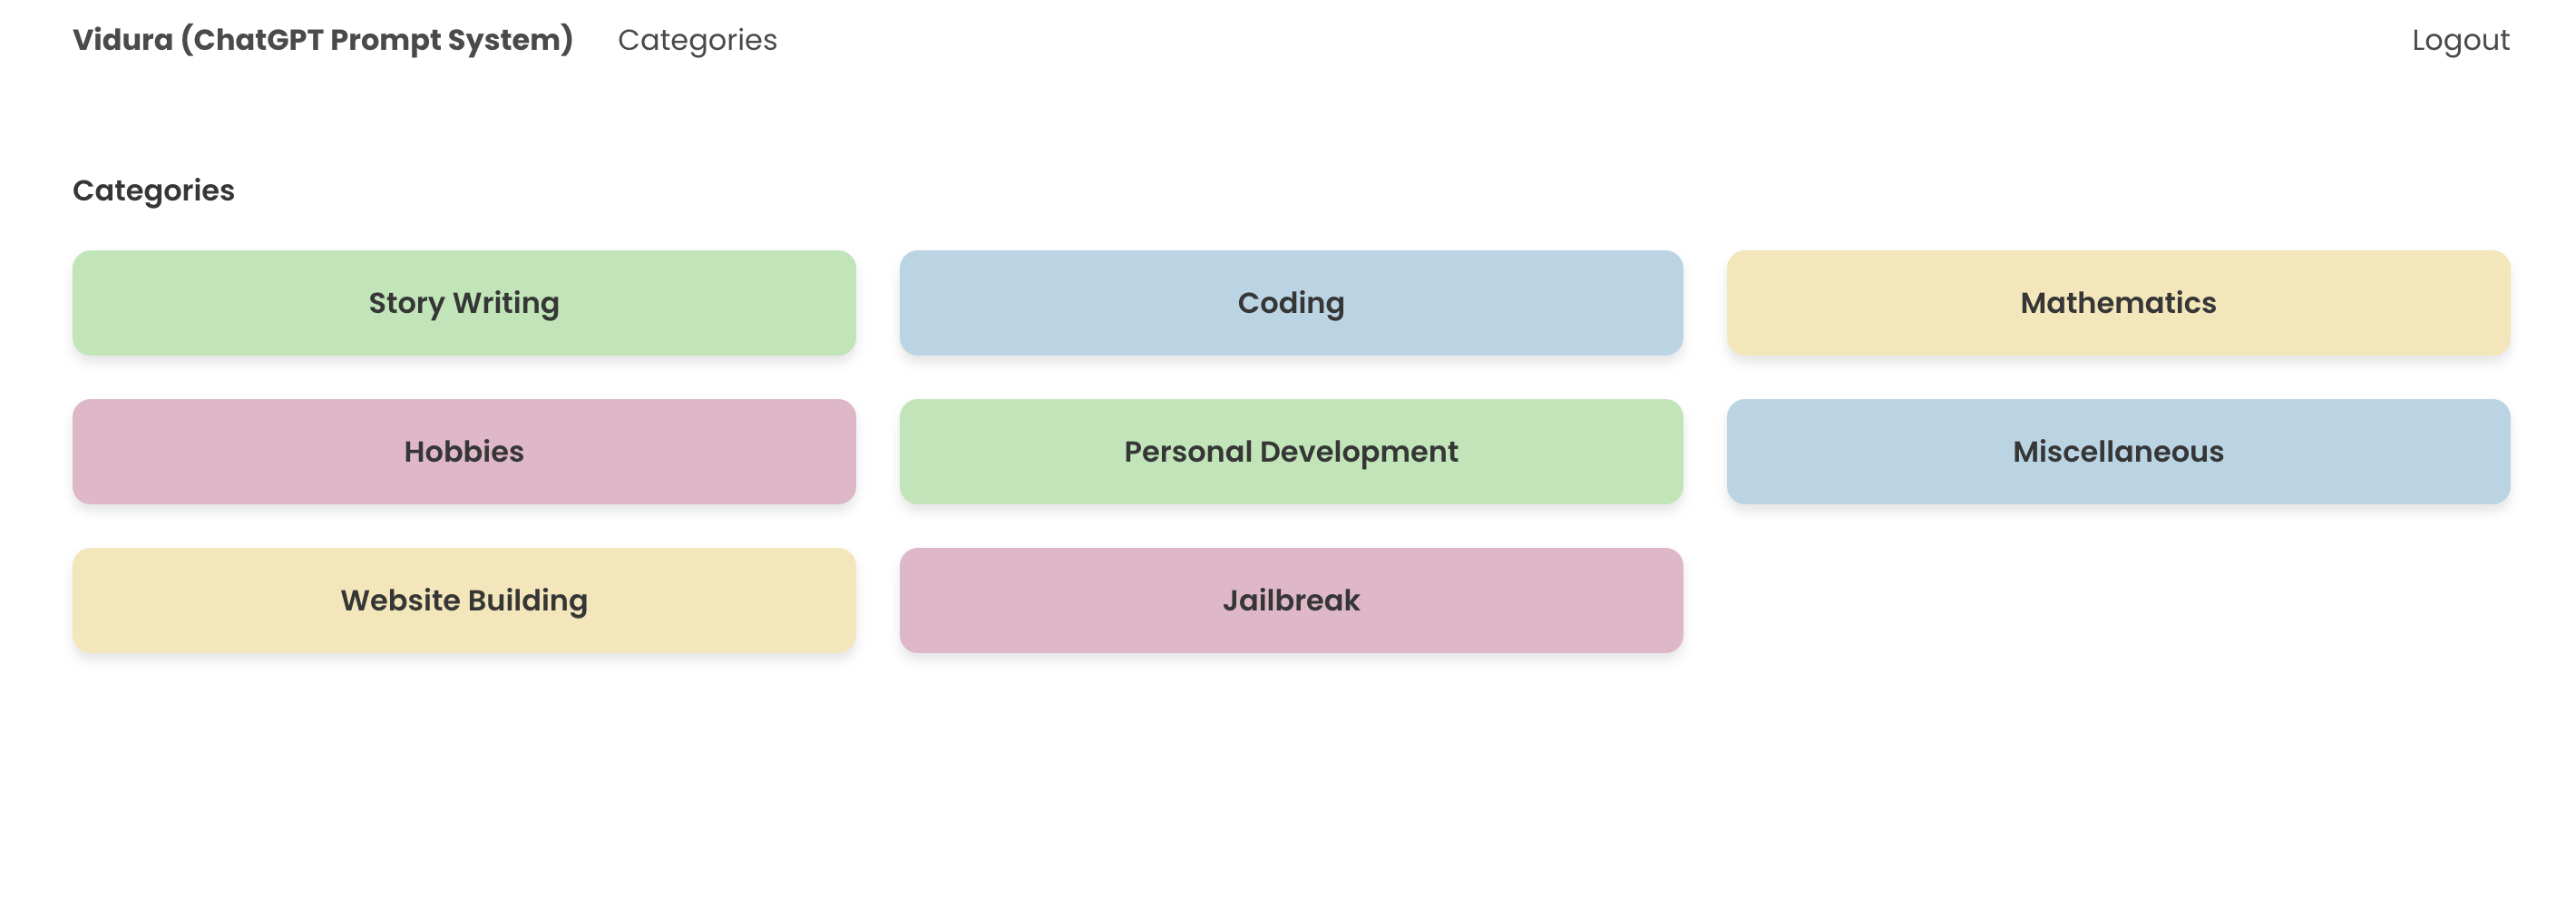 Vidura (ChatGPT Prompt System) Categories Logout
Categories
Story Writing Coding Mathematics
Hobbies Personal Development Miscellaneous
Website Building Jailbreak